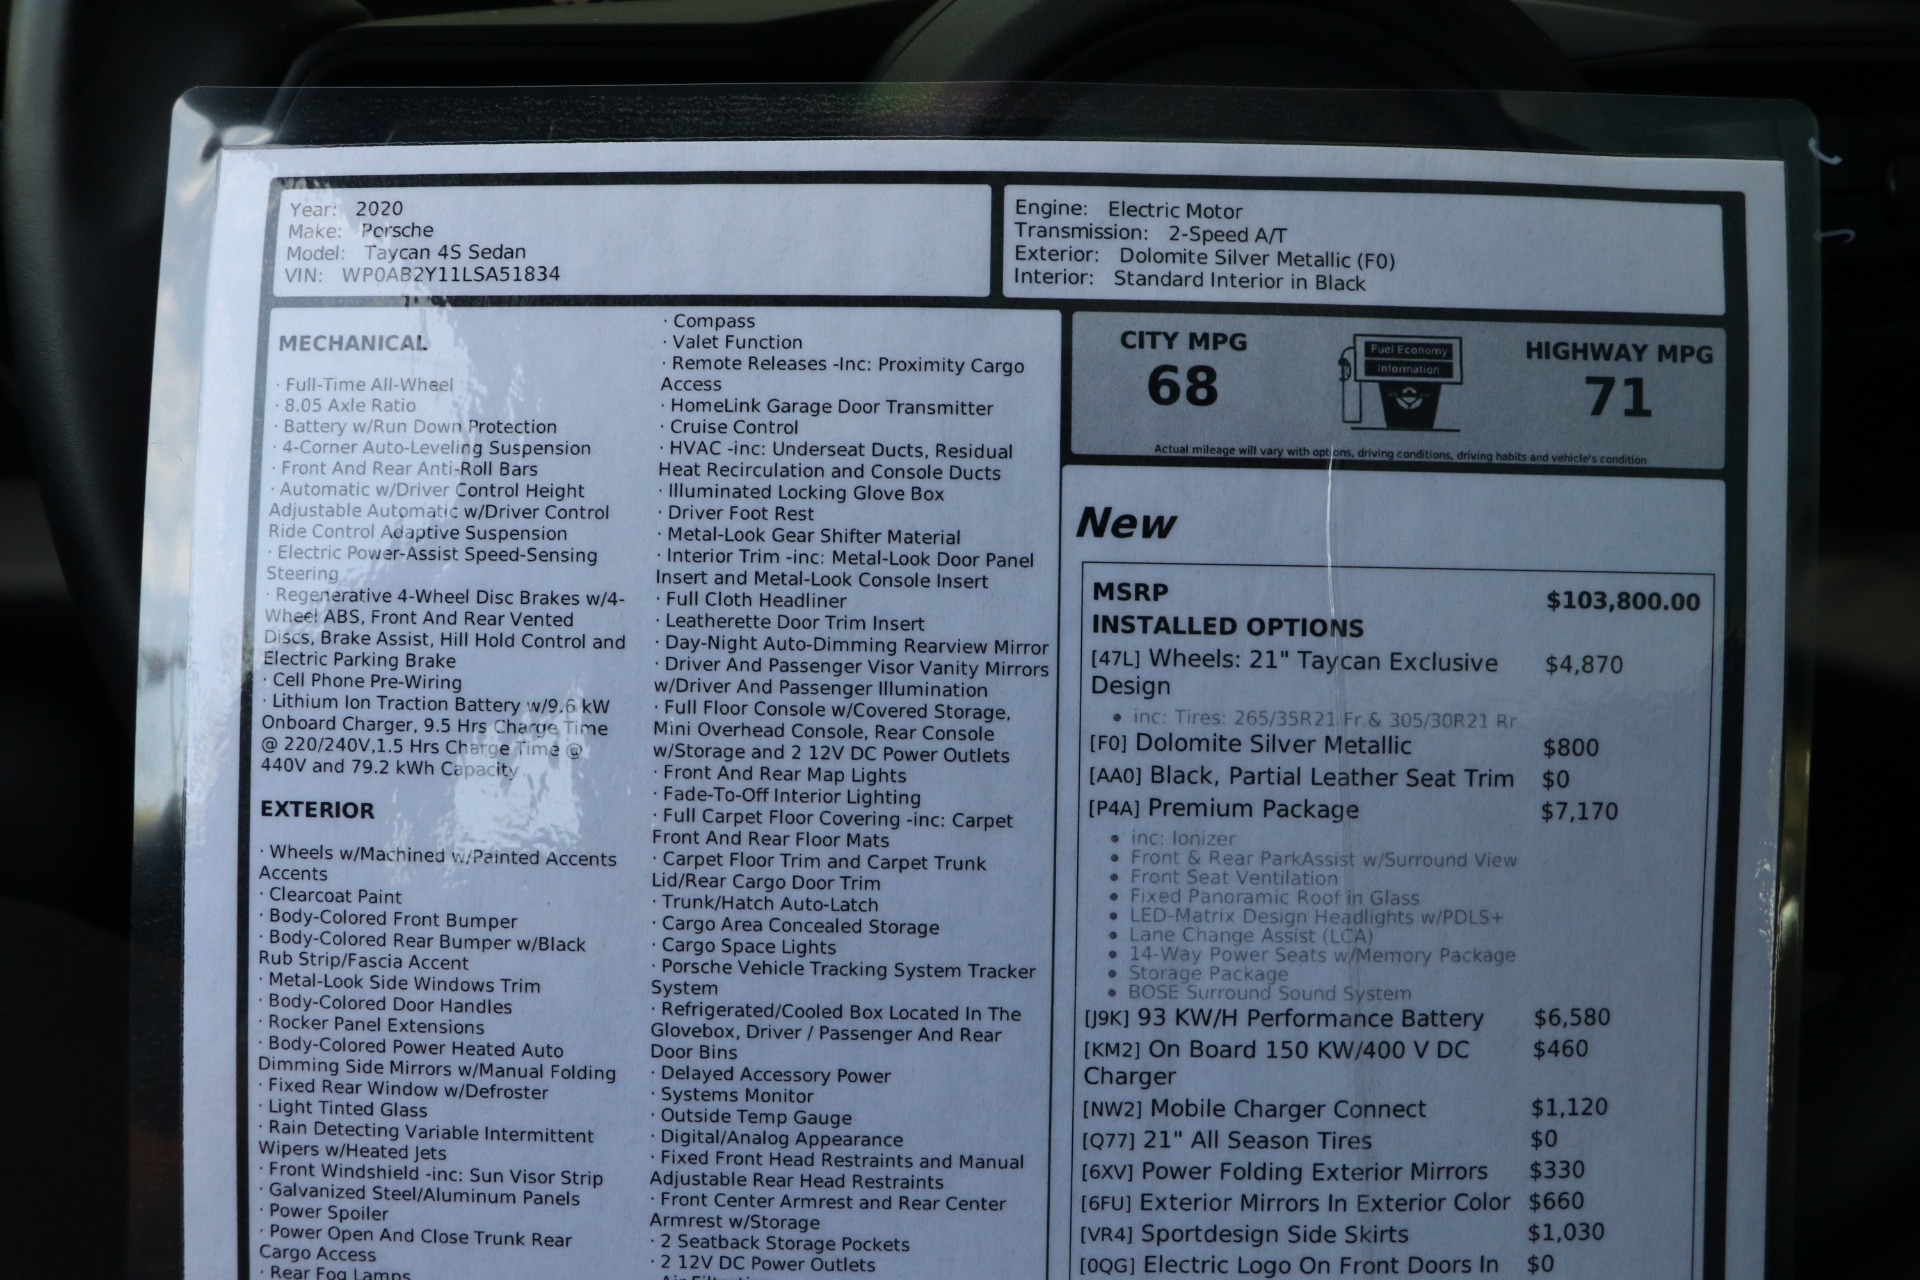 Year: 2020
Make: Porsche
Model: Taycan 4S Sedan
VIN: WP0AB2Y11LSA51834
Engine: Electric Motor
Transmission: 2-Speed A/T
Exterior: Dolomite Silver Metallic (F0)
Interior: Standard Interior in Black
MECHANICAL
· Full-Time All-Wheel
· 8.05 Axle Ratio
· Battery w/Run Down Protection
· 4-Corner Auto-Leveling Suspension
· Front And Rear Anti-Roll Bars
· Automatic w/Driver Control Height
Adjustable Automatic w/Driver Control
Ride Control Adaptive Suspension
· Electric Power-Assist Speed-Sensing
Steering
· Regenerative 4-Wheel Disc Brakes w/4-
Wheel ABS, Front And Rear Vented
Discs, Brake Assist, Hill Hold Control and
Electric Parking Brake
· Cell Phone Pre-Wiring
· Lithium Ion Traction Battery w/9.6 kW
Onboard Charger, 9.5 Hrs Charge Time
@ 220/240V,1.5 Hrs Charge Time @
440V and 79.2 kWh Capacity
EXTERIOR
· Wheels w/Machined w/Painted Accents
Accents
· Clearcoat Paint
· Body-Colored Front Bumper
· Body-Colored Rear Bumper w/Black
Rub Strip/Fascia Accent
· Metal-Look Side Windows Trim
· Body-Colored Door Handles
· Rocker Panel Extensions
· Body-Colored Power Heated Auto
Dimming Side Mirrors w/Manual Folding
· Fixed Rear Window w/Defroster
· Light Tinted Glass
· Rain Detecting Variable Intermittent
Wipers w/Heated Jets
· Front Windshield -inc: Sun Visor Strip
· Galvanized Steel/Aluminum Panels
· Power Spoiler
· Power Open And Close Trunk Rear
Cargo Access
· Rear Fog Lamps
· Compass
· Valet Function
· Remote Releases -Inc: Proximity Cargo
Access
· HomeLink Garage Door Transmitter
· Cruise Control
· HVAC -inc: Underseat Ducts, Residual
Heat Recirculation and Console Ducts
· Illuminated Locking Glove Box
· Driver Foot Rest
· Metal-Look Gear Shifter Material
· Interior Trim -inc: Metal-Look Door Panel
Insert and Metal-Look Console Insert
· Full Cloth Headliner
· Leatherette Door Trim Insert
· Day-Night Auto-Dimming Rearview Mirror
· Driver And Passenger Visor Vanity Mirrors
w/Driver And Passenger Illumination
· Full Floor Console w/Covered Storage,
Mini Overhead Console, Rear Console
w/Storage and 2 12V DC Power Outlets
· Front And Rear Map Lights
· Fade-To-Off Interior Lighting
· Full Carpet Floor Covering -inc: Carpet
Front And Rear Floor Mats
· Carpet Floor Trim and Carpet Trunk
Lid/Rear Cargo Door Trim
· Trunk/Hatch Auto-Latch
· Cargo Area Concealed Storage
· Cargo Space Lights
· Porsche Vehicle Tracking System Tracker
System
· Refrigerated/Cooled Box Located In The
Glovebox, Driver / Passenger And Rear
Door Bins
· Delayed Accessory Power
· Systems Monitor
· Outside Temp Gauge
· Digital/Analog Appearance
· Fixed Front Head Restraints and Manual
Adjustable Rear Head Restraints
· Front Center Armrest and Rear Center
Armrest w/Storage
· 2 Seatback Storage Pockets
· 2 12V DC Power Outlets
CITY MPG
68
Fuel Economy
Information
HIGHWAY MPG
71
Actual mileage will vary with options, driving conditions, driving habits and vehicle's condition
New
MSRP $103,800.00
INSTALLED OPTIONS
[47L] Wheels: 21" Taycan Exclusive $4,870
Design
• inc: Tires: 265/35R21 Fr.& 305/30R21 Rr
[F0] Dolomite Silver Metallic $800
[AA0] Black, Partial Leather Seat Trim $0
[P4A] Premium Package $7,170
• inc: Ionizer
• Front & Rear ParkAssist w/Surround View
• Front Seat Ventilation
• Fixed Panoramic Roof in Glass
• LED-Matrix Design Headlights w/PDLS+
• Lane Change Assist (LCA)
• 14-Way Power Seats w/Memory Package
• Storage Package
• BOSE Surround Sound System
[J9K] 93 KW/H Performance Battery $6,580
[KM2] On Board 150 KW/400 V DC $460
Charger
[NW2] Mobile Charger Connect $1,120
[Q77] 21" All Season Tires $0
[6XV] Power Folding Exterior Mirrors $330
[6FU] Exterior Mirrors In Exterior Color $660
[VR4] Sportdesign Side Skirts $1,030
[0QG] Electric Logo On Front Doors In $0